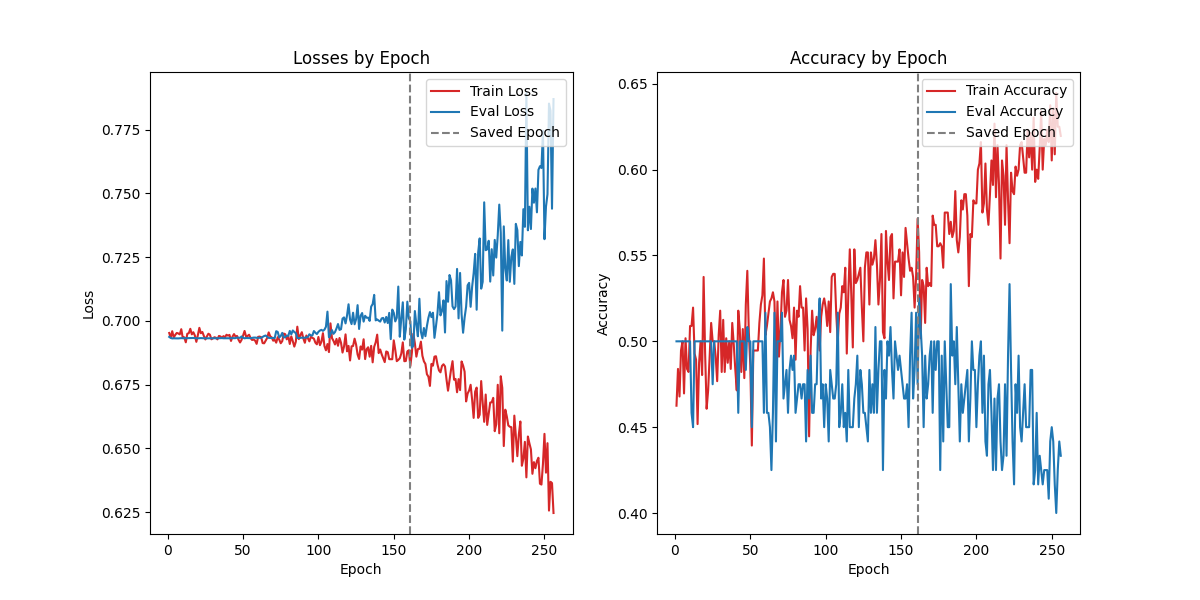 Losses by Epoch
Train Loss
Eval Loss
Saved Epoch
0.775
0.750
0.725
0.700
0.675
0.650
0.625
Loss
0 50 100 150 200 250
Epoch
Accuracy by Epoch
Train Accuracy
Eval Accuracy
Saved Epoch
0.65
0.60
0.55
0.50
0.45
0.40
Accuracy
0 50 100 150 200 250
Epoch